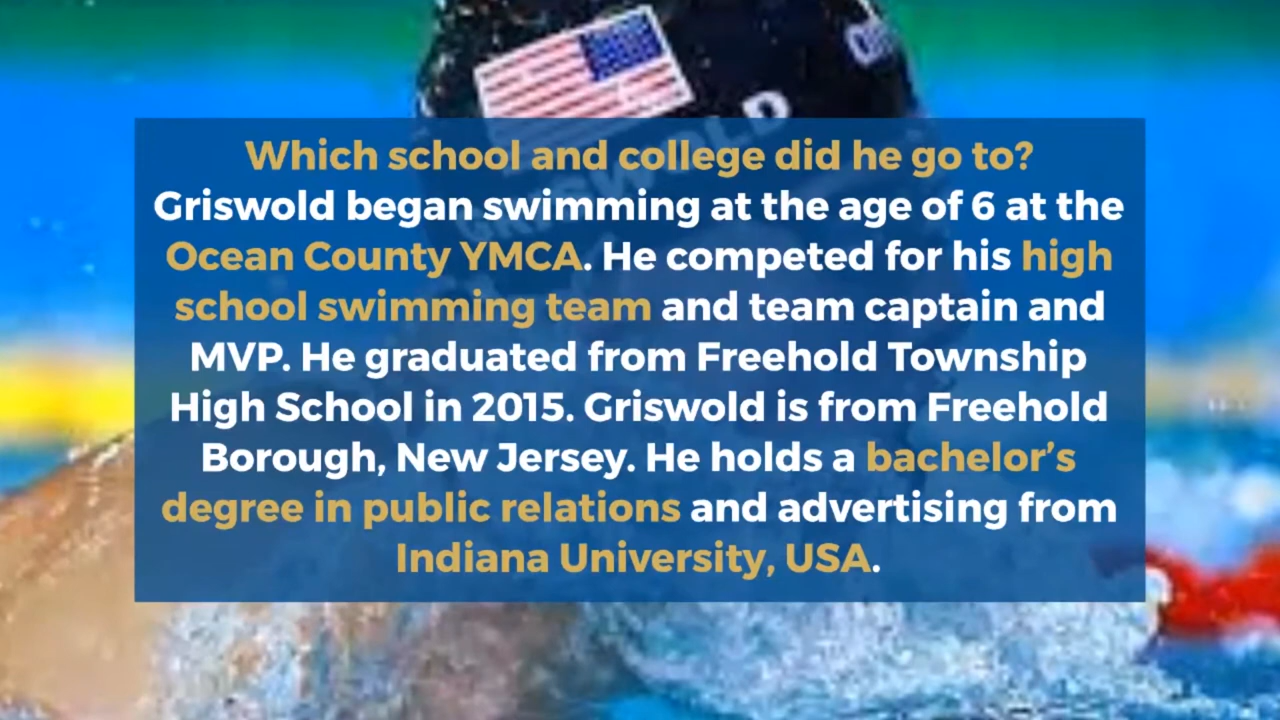 Which school and college did he go to?
Griswold began swimming at the age of 6 at the
Ocean County YMCA. He competed for his high
school swimming team and team captain and
MVP. He graduated from Freehold Township
High School in 2015. Griswold is from Freehold
Borough, New Jersey. He holds a bachelor’s
degree in public relations and advertising from
Indiana University, USA.